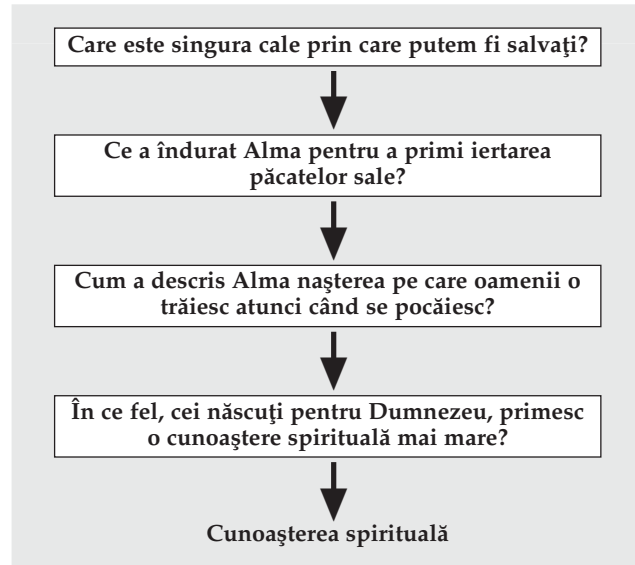 Care este singura cale prin care putem fi salvaţi?
Ce a îndurat Alma pentru a primi iertarea
păcatelor sale?
Cum a descris Alma naşterea pe care oamenii o
trăiesc atunci când se pocăiesc?
În ce fel, cei născuţi pentru Dumnezeu, primesc
o cunoaştere spirituală mai mare?
Cunoaşterea spirituală